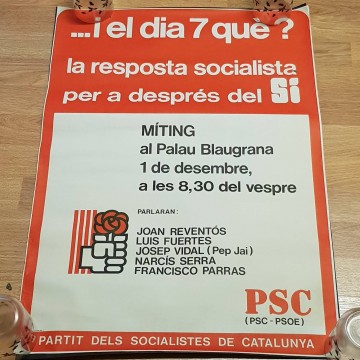 ...i el dia 7 què?
la resposta socialista
per a després del Sí
MÍTING
al Palau Blaugrana
1 de desembre,
a les 8,30 del vespre
PARLARAN:
JOAN REVENTÓS
LUIS FUERTES
JOSEP VIDAL (Pep Jai)
NARCÍS SERRA
FRANCISCO PARRAS
PSC
(PSC-PSOE)
PARTIT DELS SOCIALISTES DE CATALUNYA